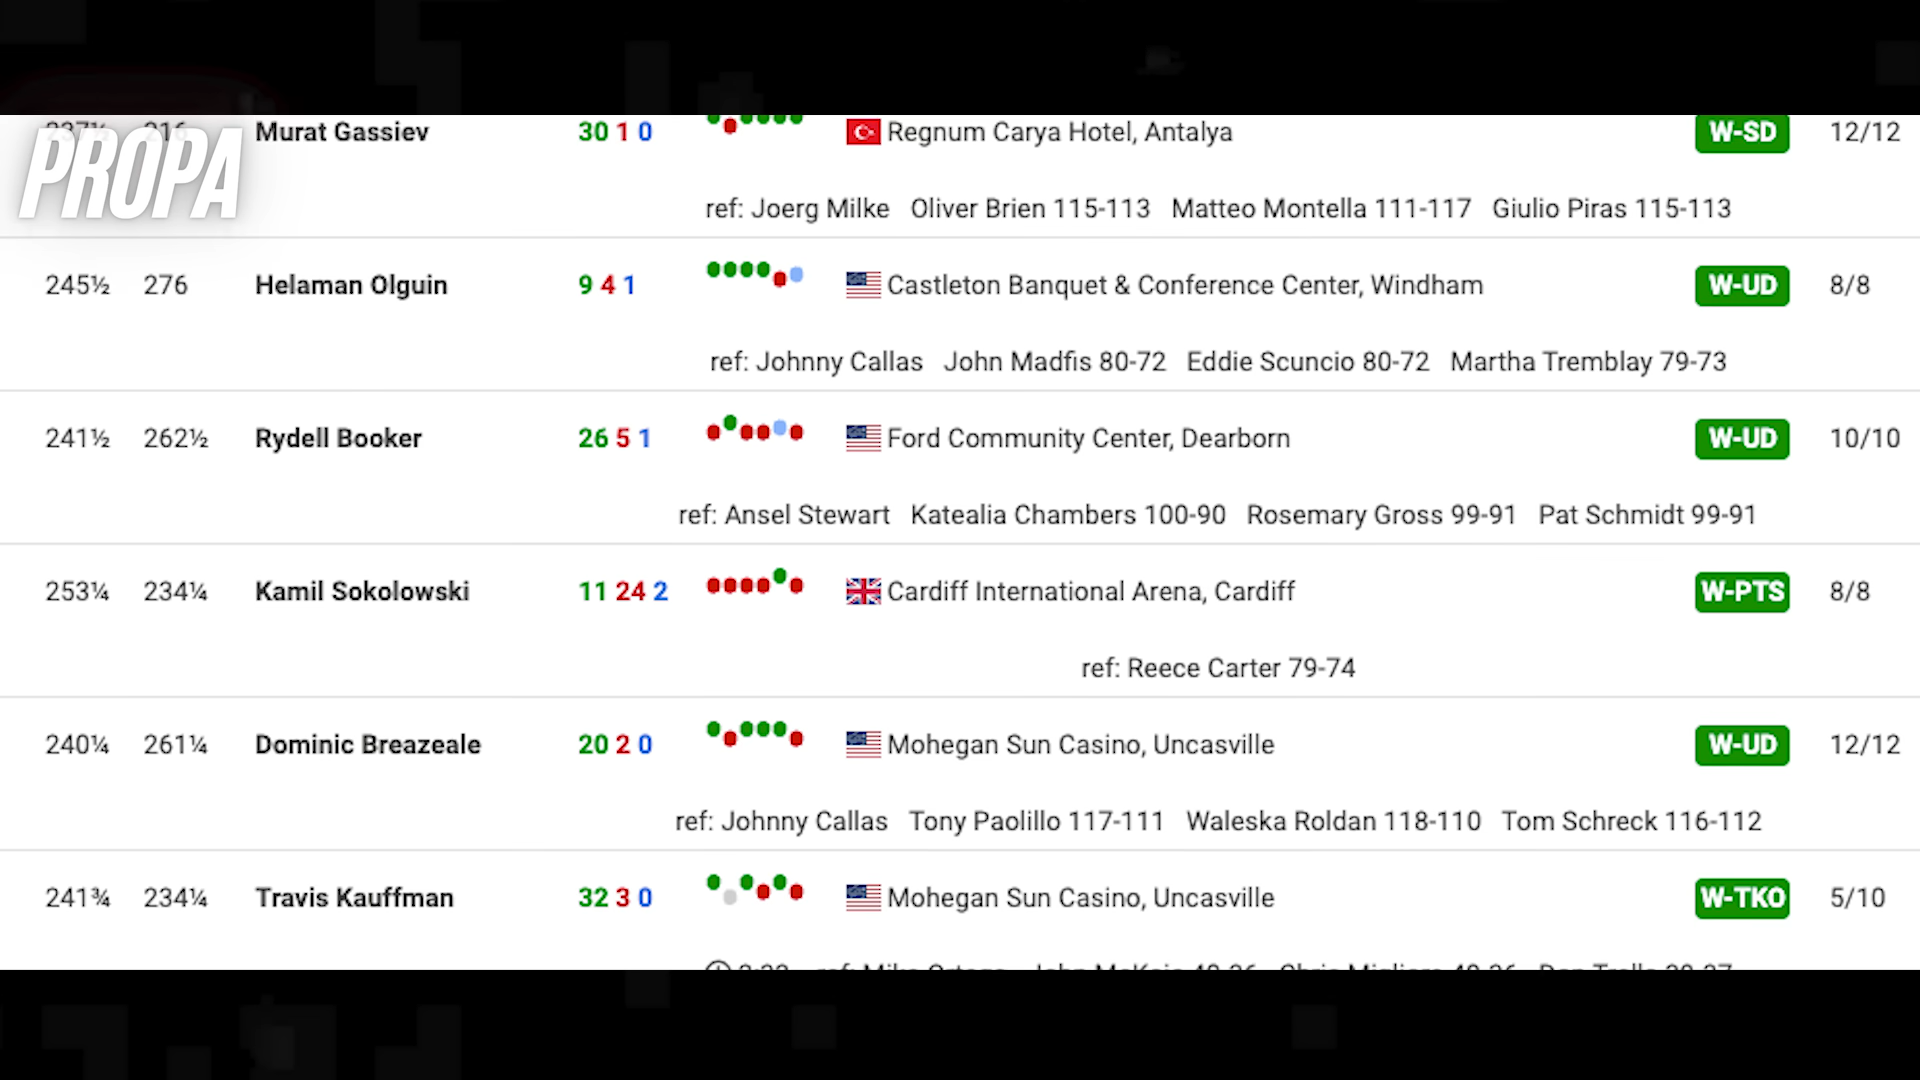 237½ 216 Murat Gassiev 30 1 0 Regnum Carya Hotel, Antalya W-SD 12/12
PROPA
ref: Joerg Milke Oliver Brien 115-113 Matteo Montella 111-117 Giulio Piras 115-113
245½ 276 Helaman Olguin 9 4 1 Castleton Banquet & Conference Center, Windham W-UD 8/8
ref: Johnny Callas John Madfis 80-72 Eddie Scuncio 80-72 Martha Tremblay 79-73
241½ 262½ Rydell Booker 26 5 1 Ford Community Center, Dearborn W-UD 10/10
ref: Ansel Stewart Katealia Chambers 100-90 Rosemary Gross 99-91 Pat Schmidt 99-91
253¼ 234¼ Kamil Sokolowski 11 24 2 Cardiff International Arena, Cardiff W-PTS 8/8
ref: Reece Carter 79-74
240¼ 261¼ Dominic Breazeale 20 2 0 Mohegan Sun Casino, Uncasville W-UD 12/12
ref: Johnny Callas Tony Paolillo 117-111 Waleska Roldan 118-110 Tom Schreck 116-112
241¾ 234¼ Travis Kauffman 32 3 0 Mohegan Sun Casino, Uncasville W-TKO 5/10